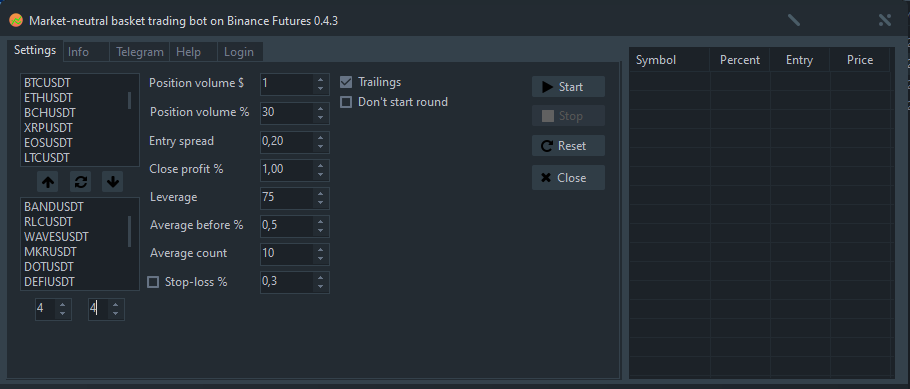 Market-neutral basket trading bot on Binance Futures 0.4.3
Settings Info Telegram Help Login
BTCUSDT
ETHUSDT
BCHUSDT
XRPUSDT
EOSUSDT
LTCUSDT
BANDUSDT
RLCUSDT
WAVESUSDT
MKRUSDT
DOTUSDT
DEFIUSDT
4 4
Position volume $ 1
Position volume % 30
Entry spread 0,20
Close profit % 1,00
Leverage 75
Average before % 0,5
Average count 10
Stop-loss % 0,3
Trailings
Don't start round
Start
Stop
Reset
Close
Symbol Percent Entry Price